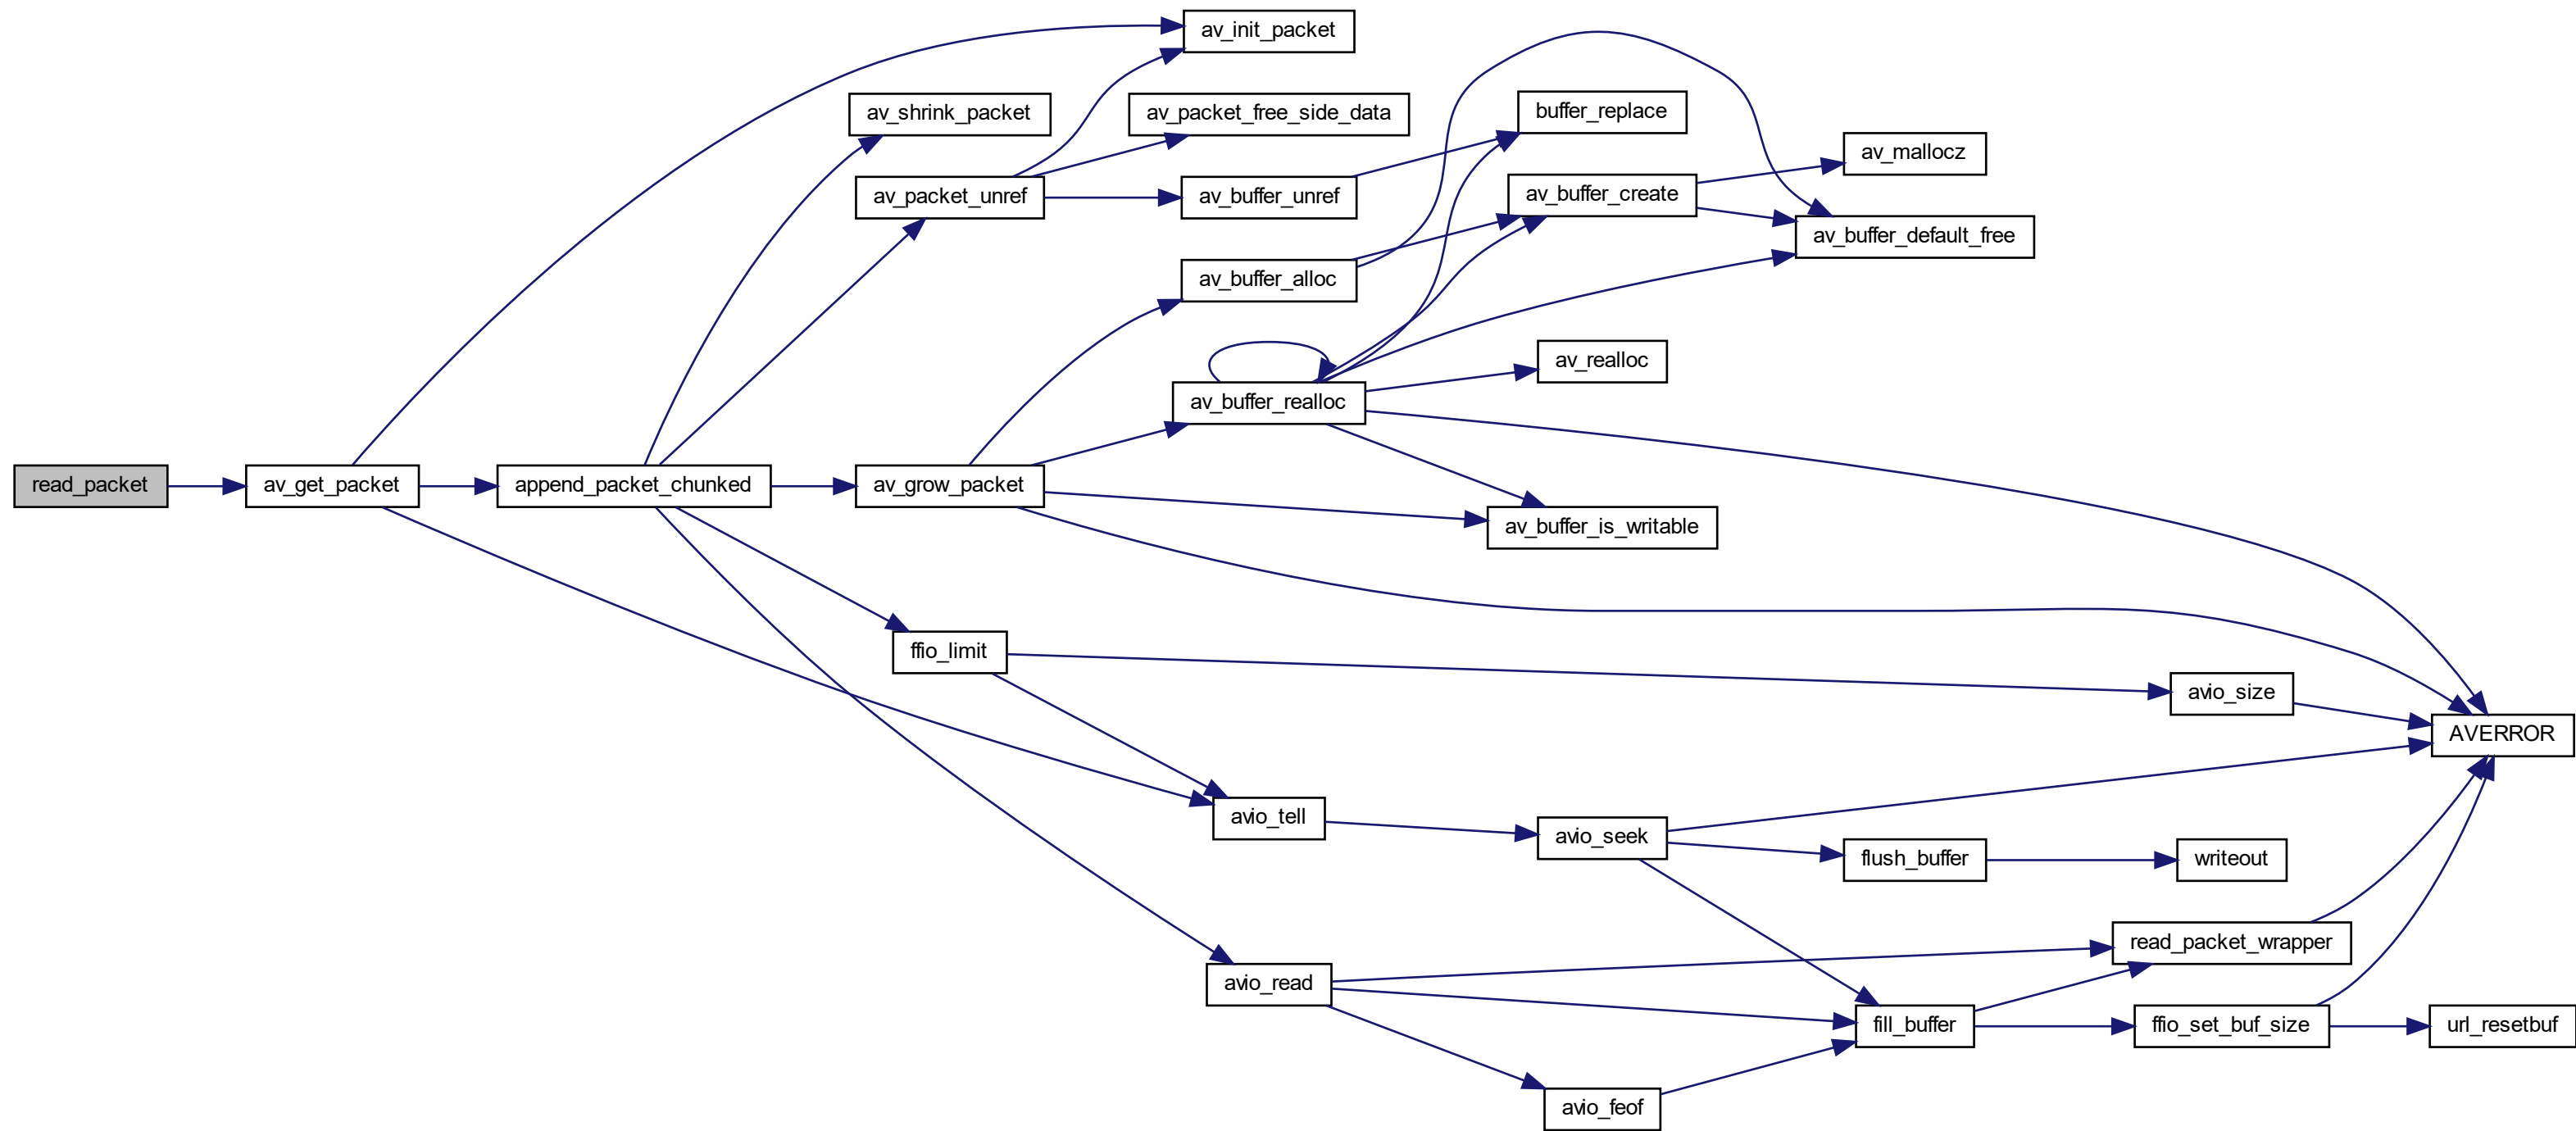 av_init_packet
av_shrink_packet
av_packet_free_side_data
buffer_replace
av_mallocz
av_packet_unref
av_buffer_unref
av_buffer_create
av_buffer_default_free
av_buffer_alloc
av_realloc
av_buffer_realloc
read_packet
av_get_packet
append_packet_chunked
av_grow_packet
av_buffer_is_writable
ffio_limit
avio_size
AVERROR
avio_tell
avio_seek
flush_buffer
writeout
read_packet_wrapper
avio_read
fill_buffer
ffio_set_buf_size
url_resetbuf
avio_feof